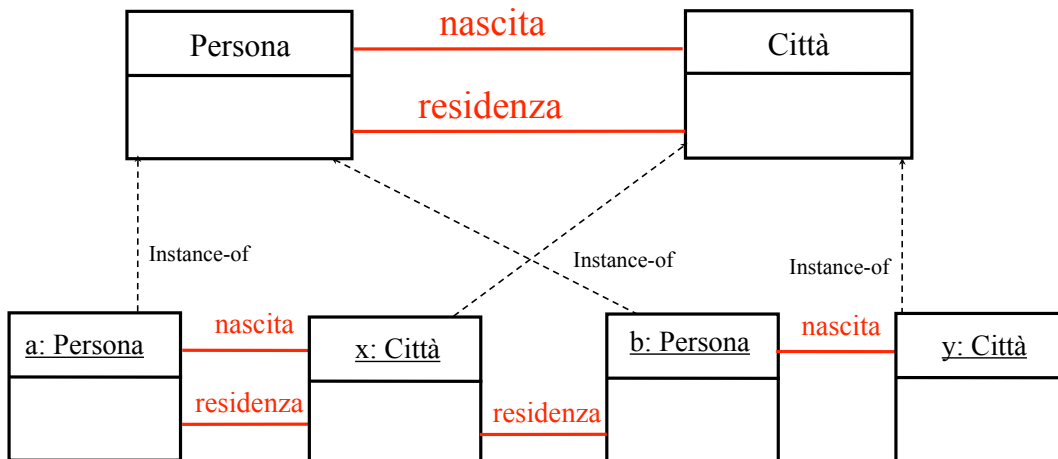 nascita
Persona
Città
residenza
Instance-of
Instance-of
Instance-of
a: Persona
nascita
x: Città
b: Persona
nascita
y: Città
residenza
residenza